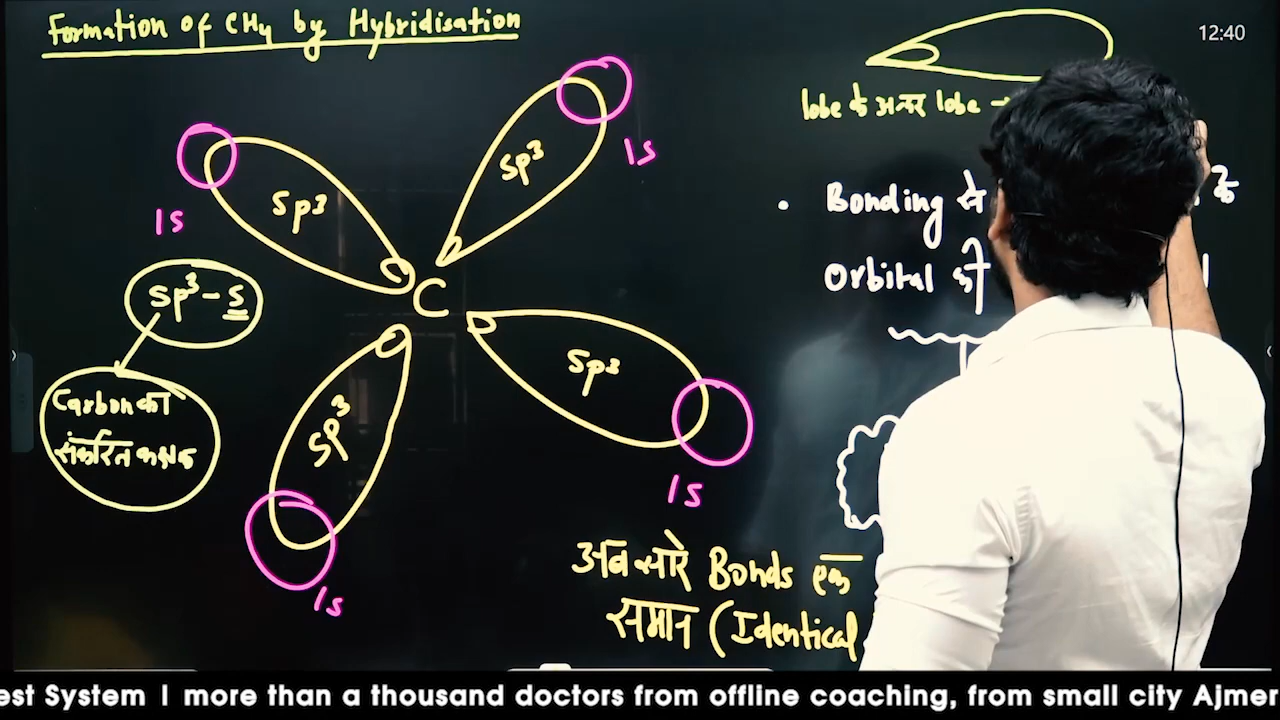 Formation of CH4 by Hybridisation
12:40
lobe के अन्दर lobe →
sp³
1s
sp³
1s
• Bonding से के
Orbital की
sp³-s
C
Carbon का
संकरित कक्षक
sp³
1s
sp³
1s
अब सारे Bonds एक
समान (Identical
est System I more than a thousand doctors from offline coaching, from small city Ajmer